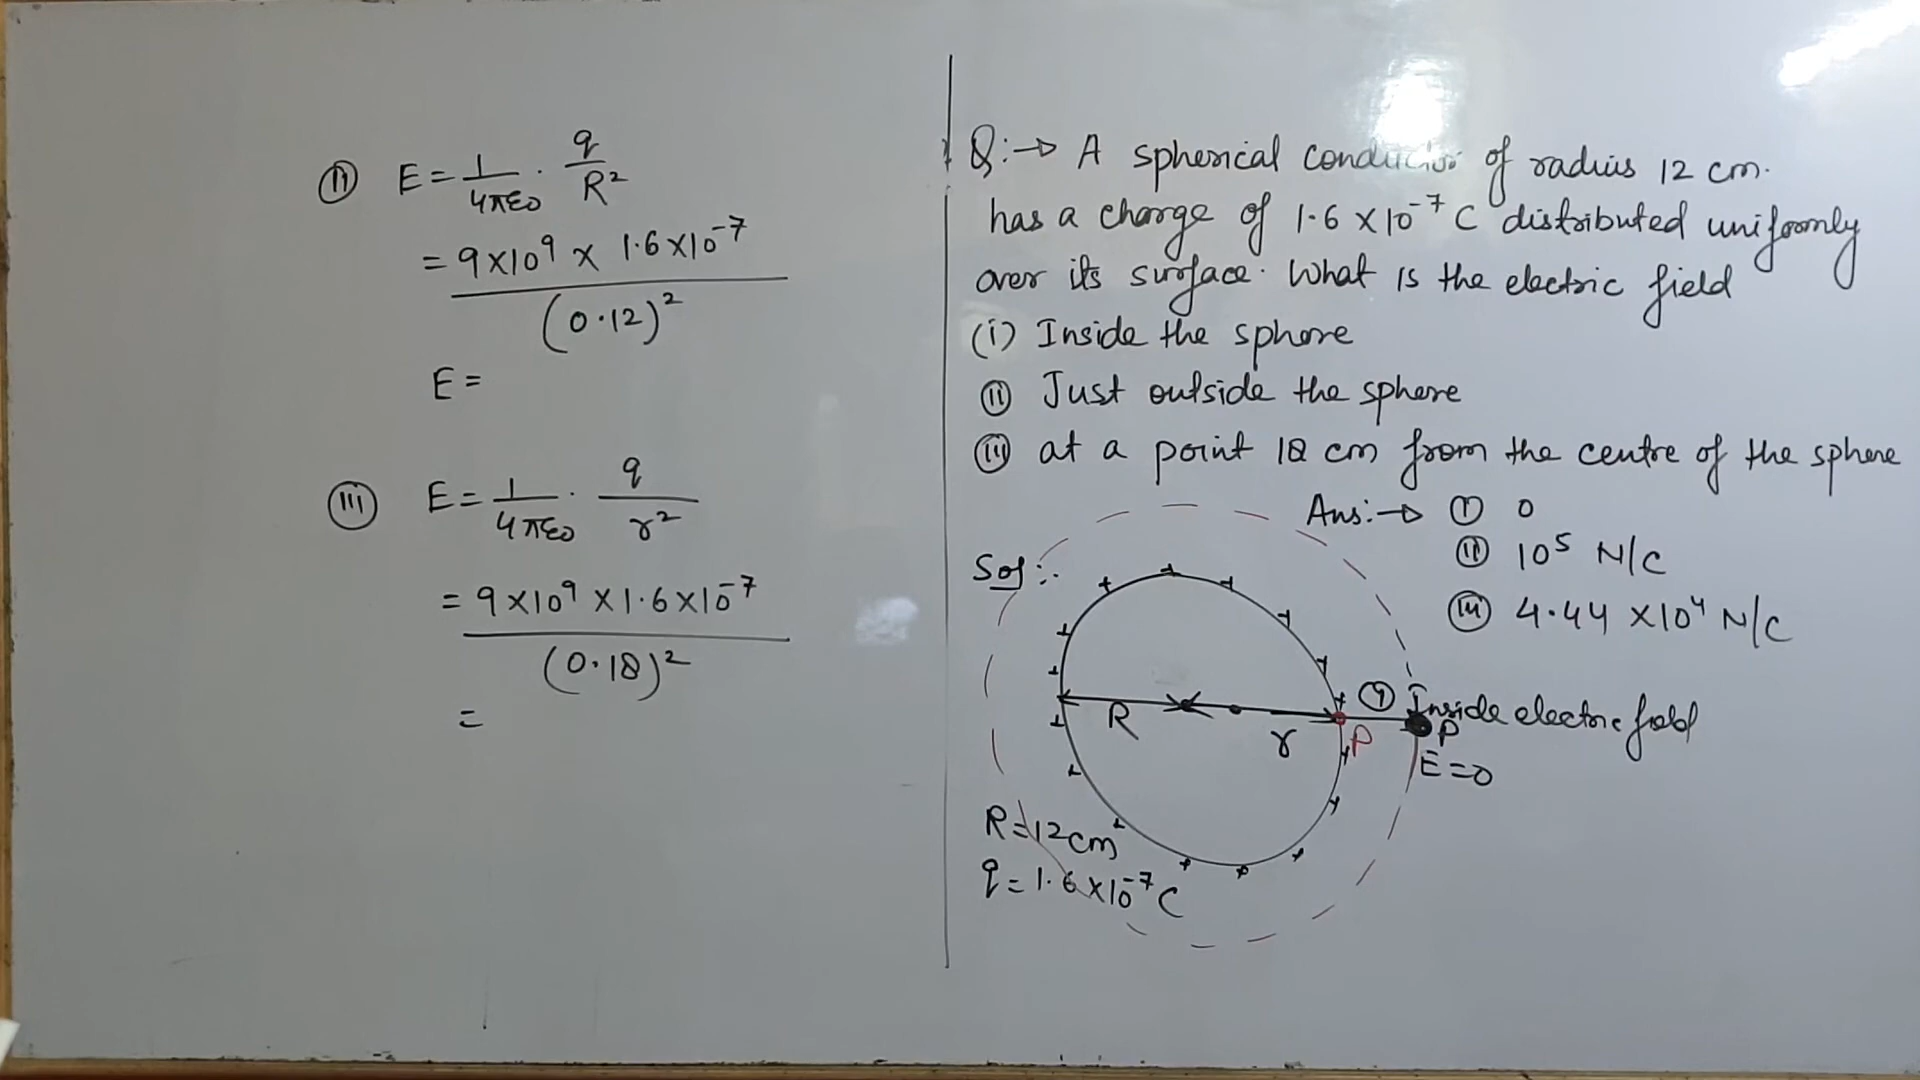 (ii) E = 1/4πε0 · q/R²
= 9×10⁹ × 1.6×10⁻⁷ / (0.12)²
E =
(iii) E = 1/4πε0 · q/r²
= 9×10⁹ × 1.6×10⁻⁷ / (0.18)²
=
Q:→ A spherical conductor of radius 12 cm.
has a charge of 1.6 × 10⁻⁷ C distributed uniformly
over its surface. What is the electric field
(i) Inside the sphere
(ii) Just outside the sphere
(iii) at a point 18 cm from the centre of the sphere
Ans:→ (i) 0
(ii) 10⁵ N/C
(iii) 4.44 × 10⁴ N/C
Sol:.
(i) Inside electric field
R r P P
E = 0
R = 12 cm
q = 1.6 × 10⁻⁷ C